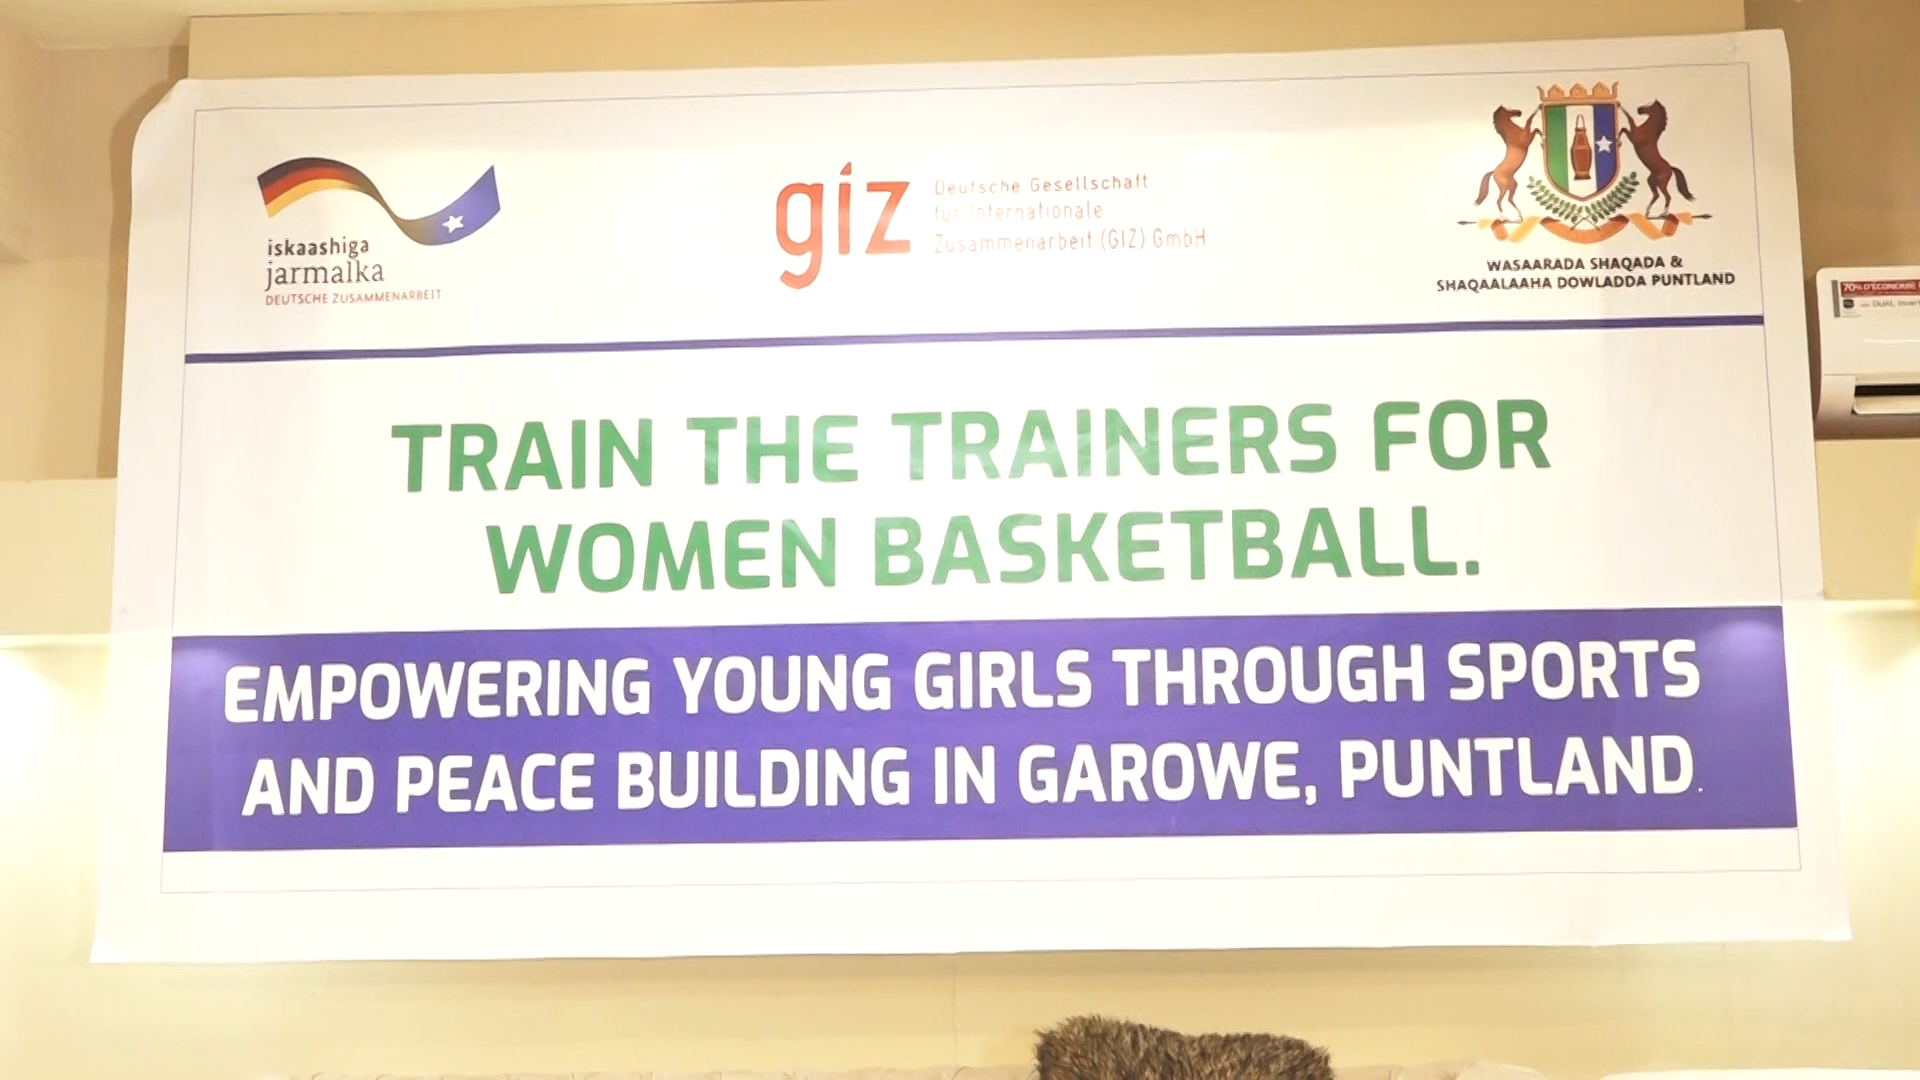 iskaashiga
jarmalka
DEUTSCHE ZUSAMMENARBEIT
giz
Deutsche Gesellschaft
für Internationale
Zusammenarbeit (GIZ) GmbH
WASAARADA SHAQADA &
SHAQAALAAHA DOWLADDA PUNTLAND
TRAIN THE TRAINERS FOR
WOMEN BASKETBALL.
EMPOWERING YOUNG GIRLS THROUGH SPORTS
AND PEACE BUILDING IN GAROWE, PUNTLAND.